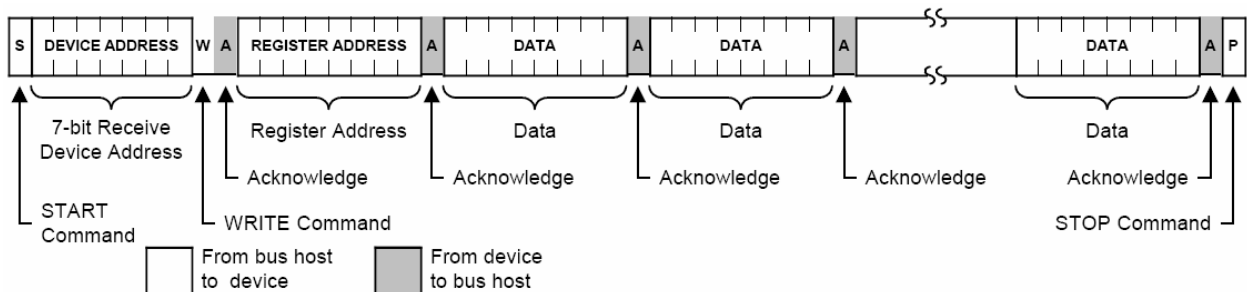 S DEVICE ADDRESS W A REGISTER ADDRESS A DATA A DATA A DATA A P
7-bit Receive
Device Address
Register Address
Data
Data
Data
Acknowledge
Acknowledge
Acknowledge
Acknowledge
Acknowledge
START
Command
WRITE Command
STOP Command
From bus host
to device
From device
to bus host